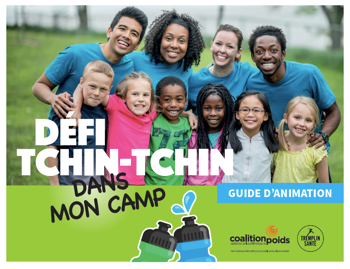 DÉFI
TCHIN-TCHIN
DANS
MON CAMP
GUIDE D'ANIMATION
coalitionpoids
TREMPLIN
SANTÉ